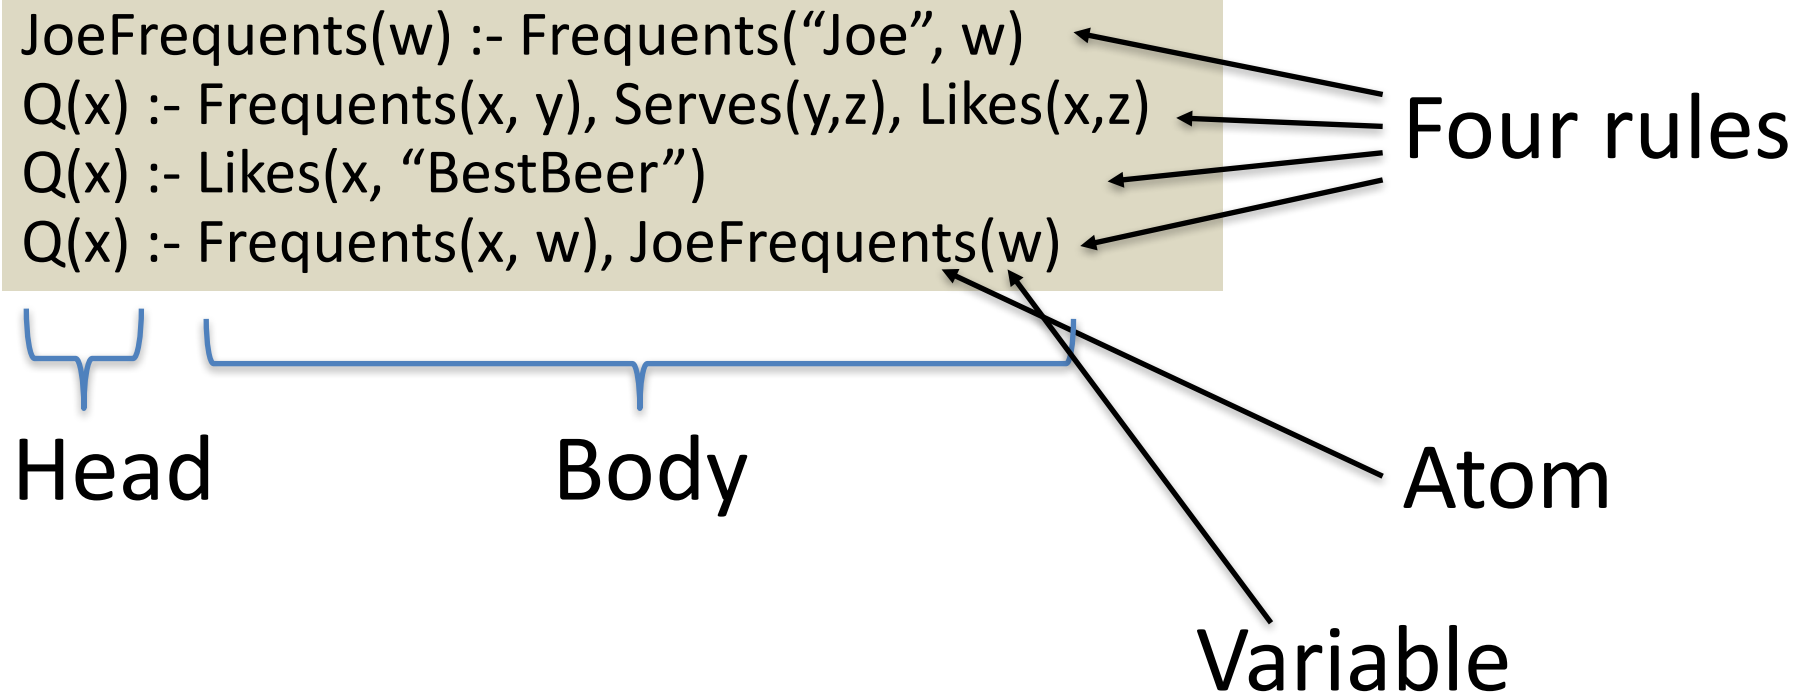 JoeFrequents(w) :- Frequents(“Joe”, w)
Q(x) :- Frequents(x, y), Serves(y,z), Likes(x,z)
Q(x) :- Likes(x, “BestBeer”)
Q(x) :- Frequents(x, w), JoeFrequents(w)
Four rules
Head
Body
Atom
Variable